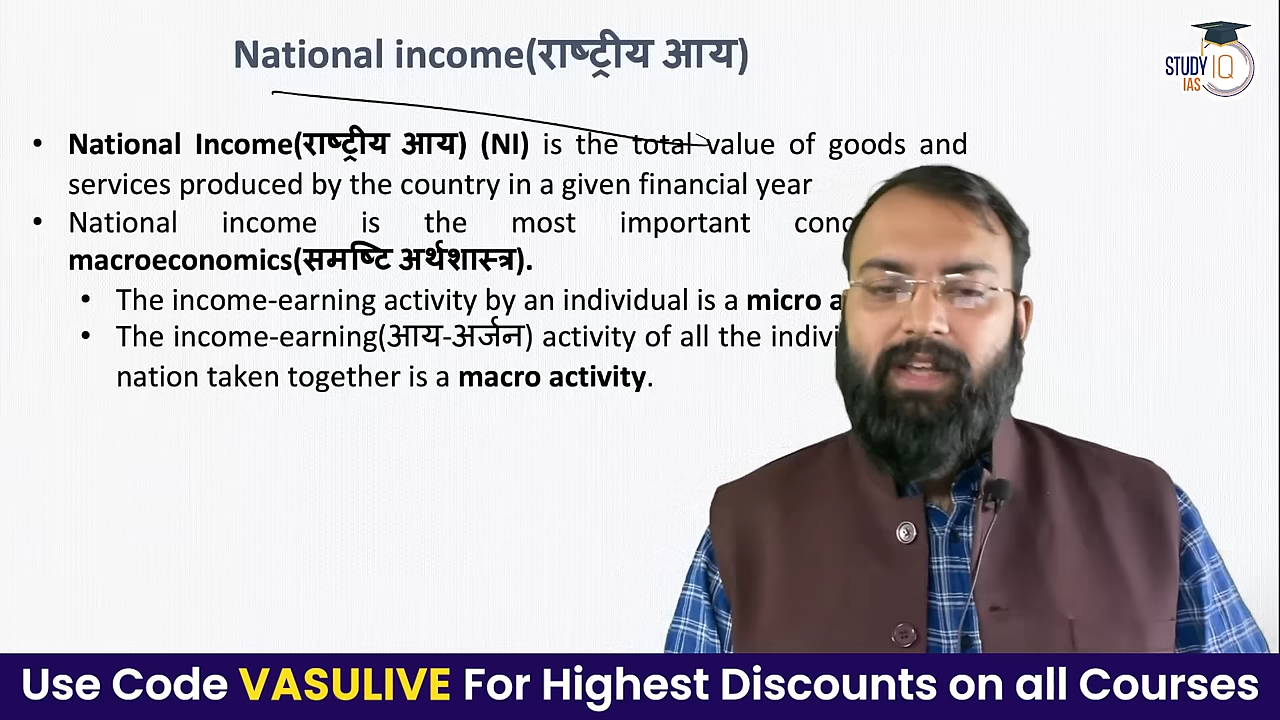 National income(राष्ट्रीय आय)
STUDY IQ
IAS
• National Income(राष्ट्रीय आय) (NI) is the total value of goods and
services produced by the country in a given financial year
• National income is the most important
macroeconomics(समष्टि अर्थशास्त्र).
• The income-earning activity by an individual is a micro
• The income-earning(आय-अर्जन) activity of all the
nation taken together is a macro activity.
Use Code VASULIVE For Highest Discounts on all Courses